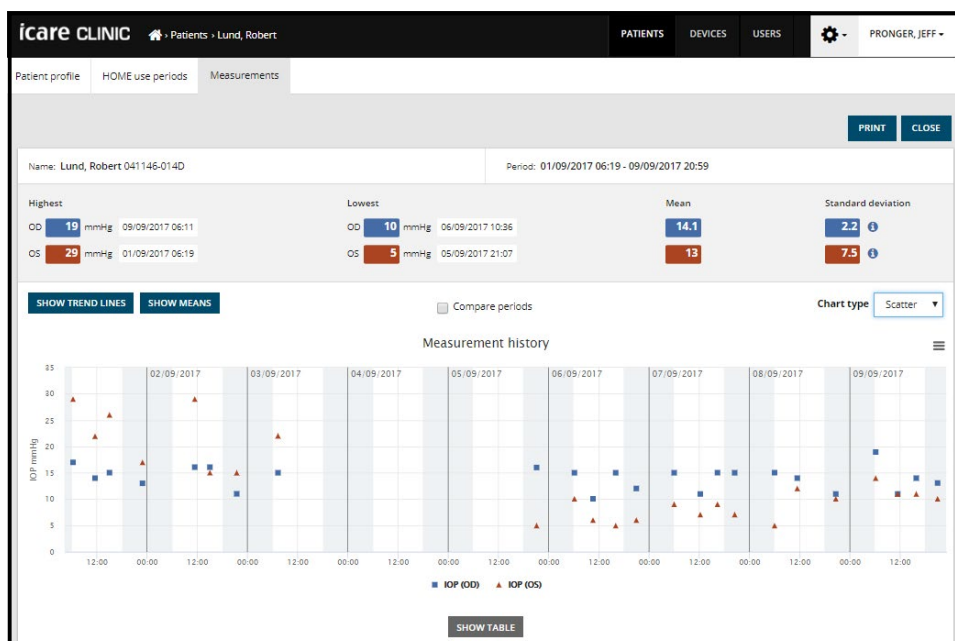 icare CLINIC › Patients › Lund, Robert PATIENTS DEVICES USERS PRONGER, JEFF
Patient profile HOME use periods Measurements
PRINT CLOSE
Name: Lund, Robert 041146-014D Period: 01/09/2017 06:19 - 09/09/2017 20:59
Highest Lowest Mean Standard deviation
OD 19 mmHg 09/09/2017 06:11 OD 10 mmHg 06/09/2017 10:36 14.1 2.2
OS 29 mmHg 01/09/2017 06:19 OS 5 mmHg 05/09/2017 21:07 13 7.5
SHOW TREND LINES SHOW MEANS Compare periods Chart type Scatter
Measurement history
02/09/2017 03/09/2017 04/09/2017 05/09/2017 06/09/2017 07/09/2017 08/09/2017 09/09/2017
35
30
25
20
15
10
5
0
IOP mmHg
12:00 00:00 12:00 00:00 12:00 00:00 12:00 00:00 12:00 00:00 12:00 00:00 12:00 00:00 12:00 00:00 12:00
IOP (OD) IOP (OS)
SHOW TABLE